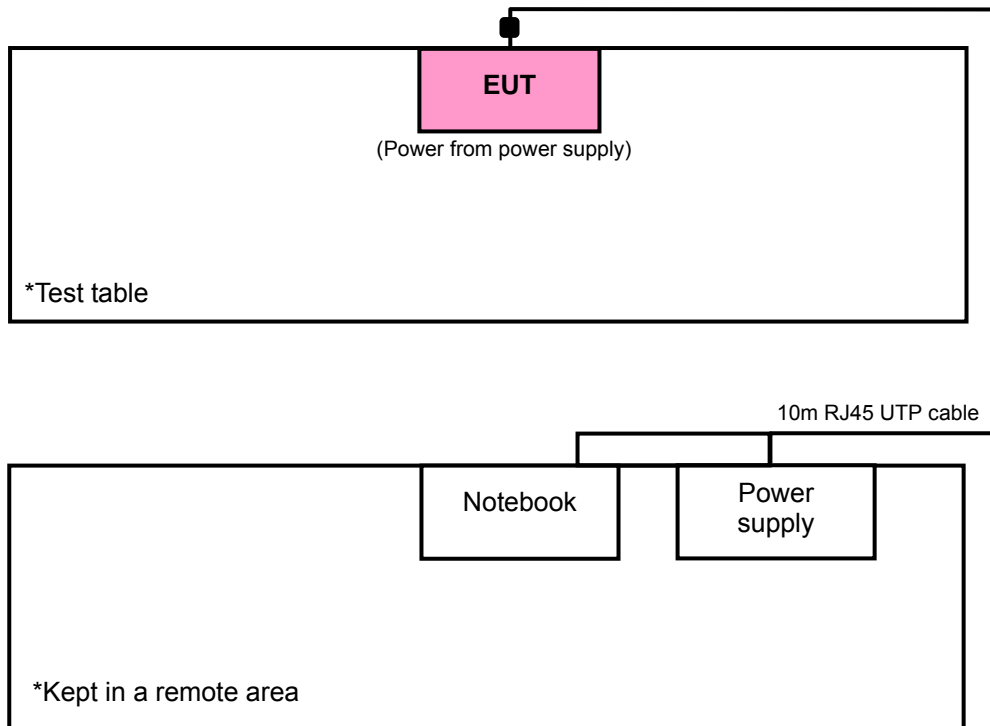 EUT
(Power from power supply)
*Test table
10m RJ45 UTP cable
Notebook
Power
supply
*Kept in a remote area